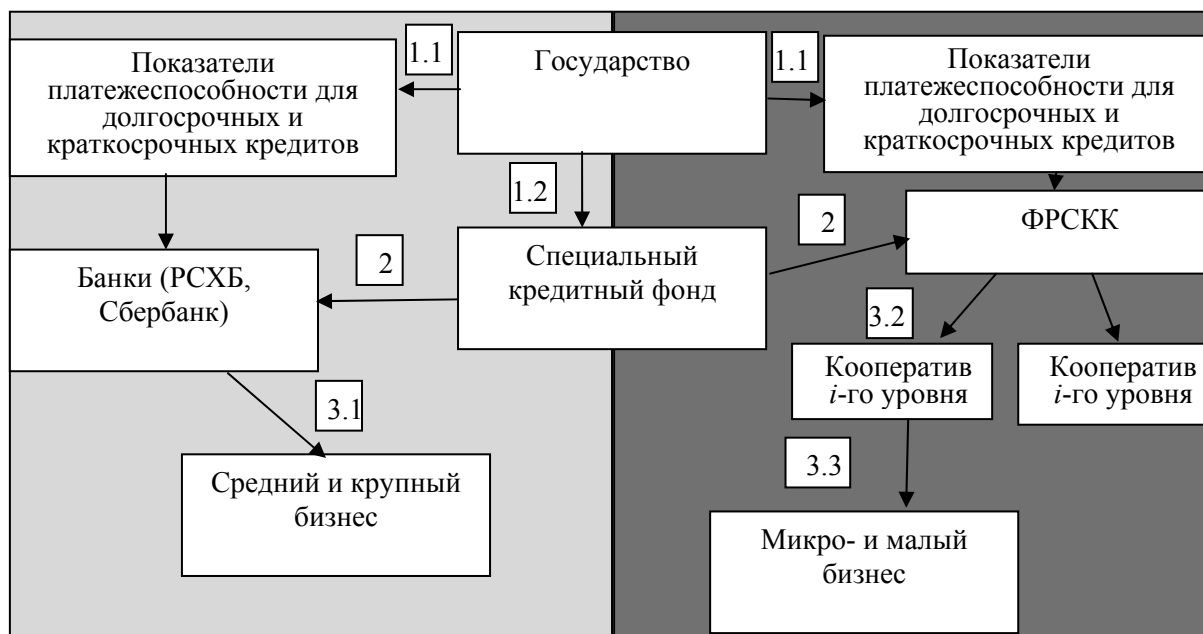 1.1
Государство
1.1
Показатели
платежеспособности для
долгосрочных и
краткосрочных кредитов
Показатели
платежеспособности для
долгосрочных и
краткосрочных кредитов
1.2
2
ФРСКК
Банки (РСХБ,
Сбербанк)
2
Специальный
кредитный фонд
3.2
Кооператив
i-го уровня
Кооператив
i-го уровня
3.1
3.3
Средний и крупный
бизнес
Микро- и малый
бизнес